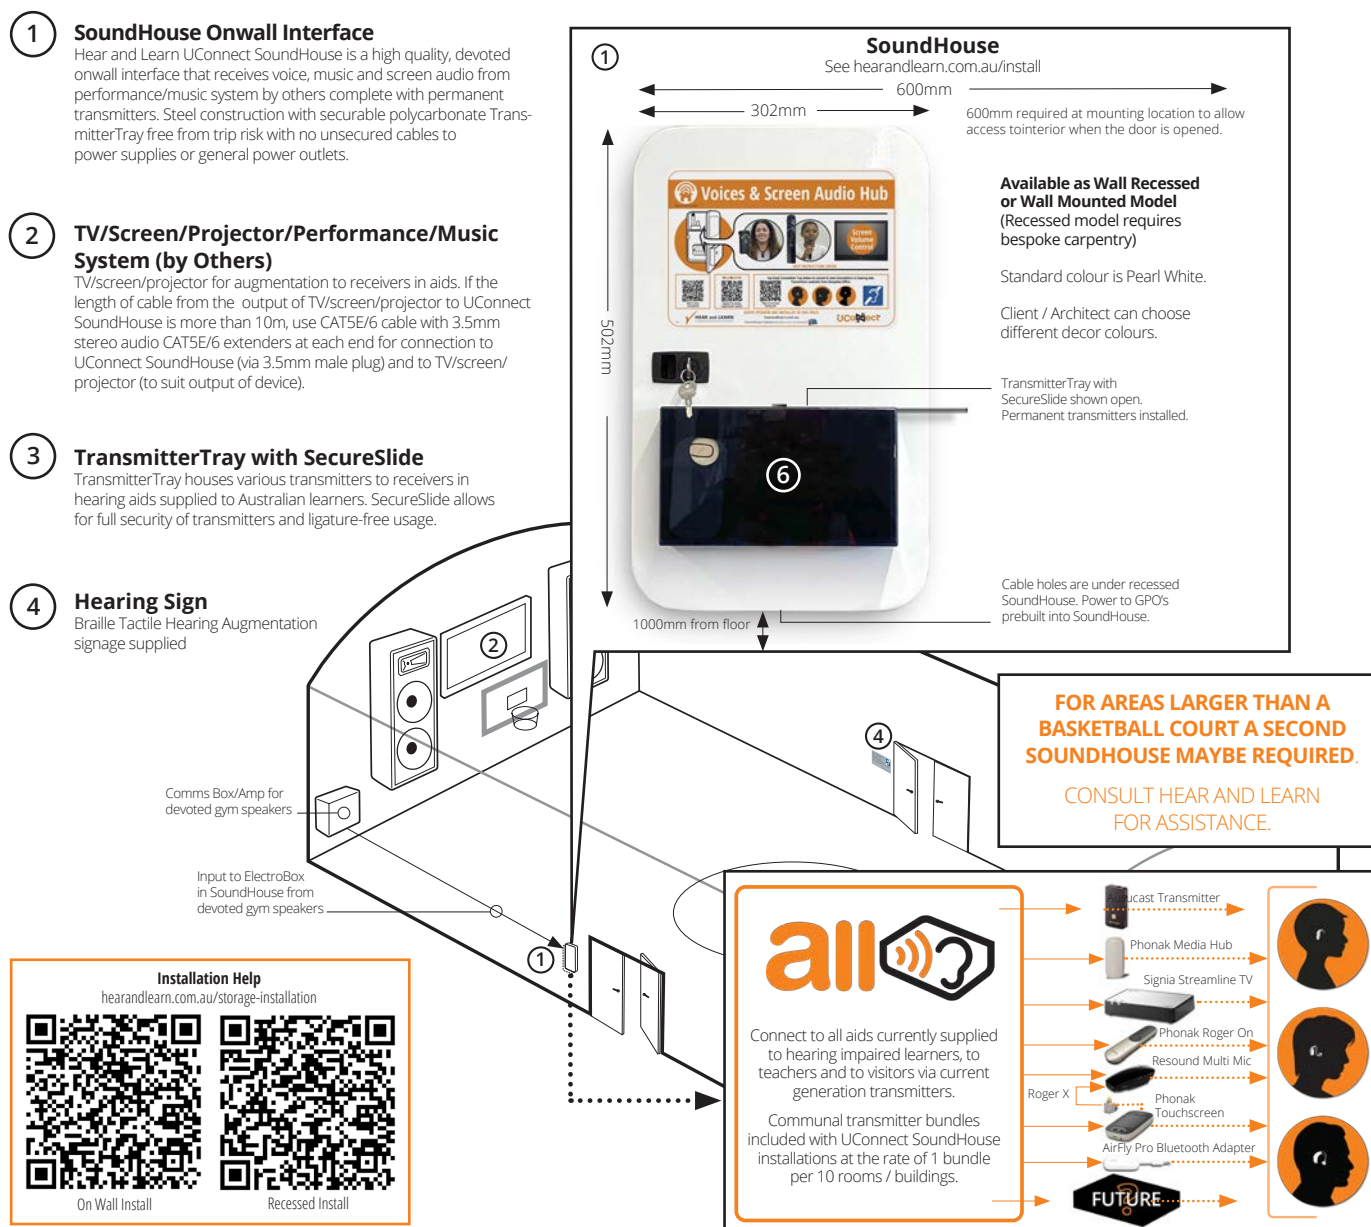 1
SoundHouse Onwall Interface
Hear and Learn UConnect SoundHouse is a high quality, devoted
onwall interface that receives voice, music and screen audio from
performance/music system by others complete with permanent
transmitters. Steel construction with securable polycarbonate Trans-
mitterTray free from trip risk with no unsecured cables to
power supplies or general power outlets.
2
TV/Screen/Projector/Performance/Music
System (by Others)
TV/screen/projector for augmentation to receivers in aids. If the
length of cable from the output of TV/screen/projector to UConnect
SoundHouse is more than 10m, use CAT5E/6 cable with 3.5mm
stereo audio CAT5E/6 extenders at each end for connection to
UConnect SoundHouse (via 3.5mm male plug) and to TV/screen/
projector (to suit output of device).
3
TransmitterTray with SecureSlide
TransmitterTray houses various transmitters to receivers in
hearing aids supplied to Australian learners. SecureSlide allows
for full security of transmitters and ligature-free usage.
4
Hearing Sign
Braille Tactile Hearing Augmentation
signage supplied
1
SoundHouse
See hearandlearn.com.au/install
600mm
302mm
600mm required at mounting location to allow
access tointerior when the door is opened.
502mm
Voices & Screen Audio Hub
Screen
Volume
Control
HEAR and LEARN
UCoNNect
Available as Wall Recessed
or Wall Mounted Model
(Recessed model requires
bespoke carpentry)
Standard colour is Pearl White.
Client / Architect can choose
different decor colours.
TransmitterTray with
SecureSlide shown open.
Permanent transmitters installed.
6
Cable holes are under recessed
SoundHouse. Power to GPO's
prebuilt into SoundHouse.
1000mm from floor
2
4
Comms Box/Amp for
devoted gym speakers
Input to ElectroBox
in SoundHouse from
devoted gym speakers
1
FOR AREAS LARGER THAN A
BASKETBALL COURT A SECOND
SOUNDHOUSE MAYBE REQUIRED.
CONSULT HEAR AND LEARN
FOR ASSISTANCE.
Installation Help
hearandlearn.com.au/storage-installation
On Wall Install
Recessed Install
all
Connect to all aids currently supplied
to hearing impaired learners, to
teachers and to visitors via current
generation transmitters.
Communal transmitter bundles
included with UConnect SoundHouse
installations at the rate of 1 bundle
per 10 rooms / buildings.
Transmitter
Phonak Media Hub
Signia Streamline TV
Phonak Roger On
Resound Multi Mic
Roger X
Phonak
Touchscreen
AirFly Pro Bluetooth Adapter
?
FUTURE